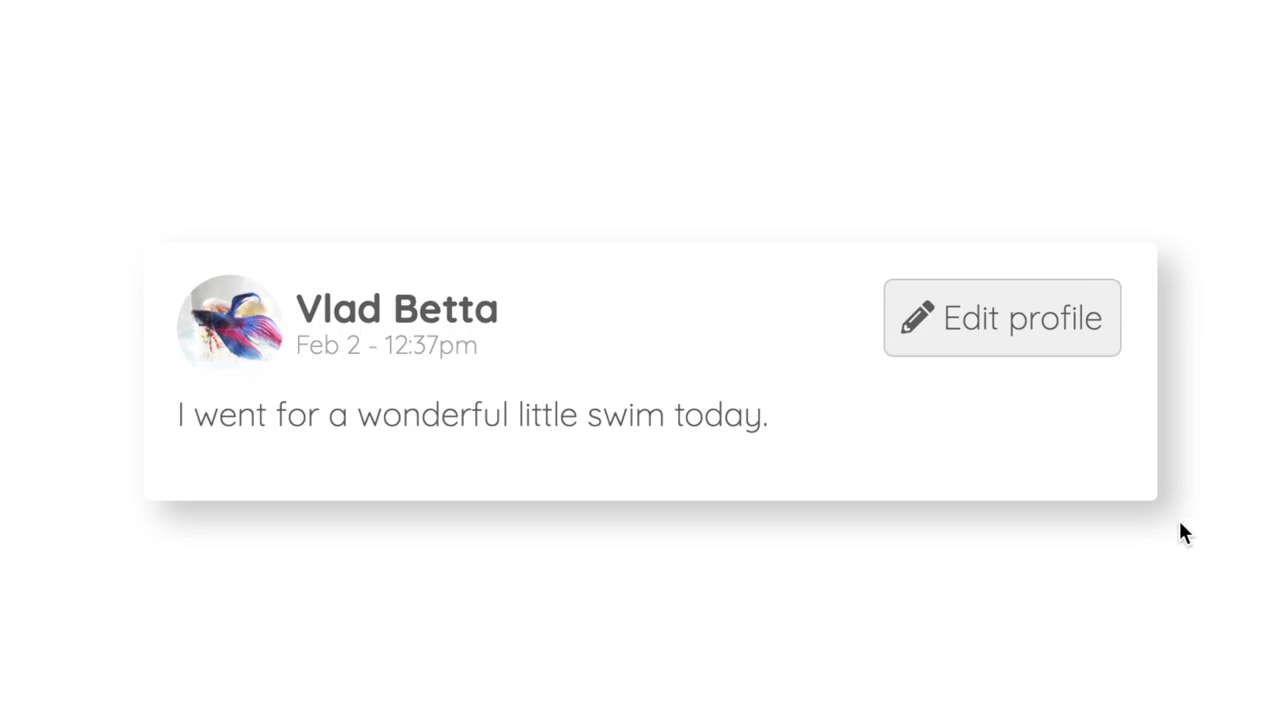 Vlad Betta
Feb 2 - 12:37pm
Edit profile
I went for a wonderful little swim today.